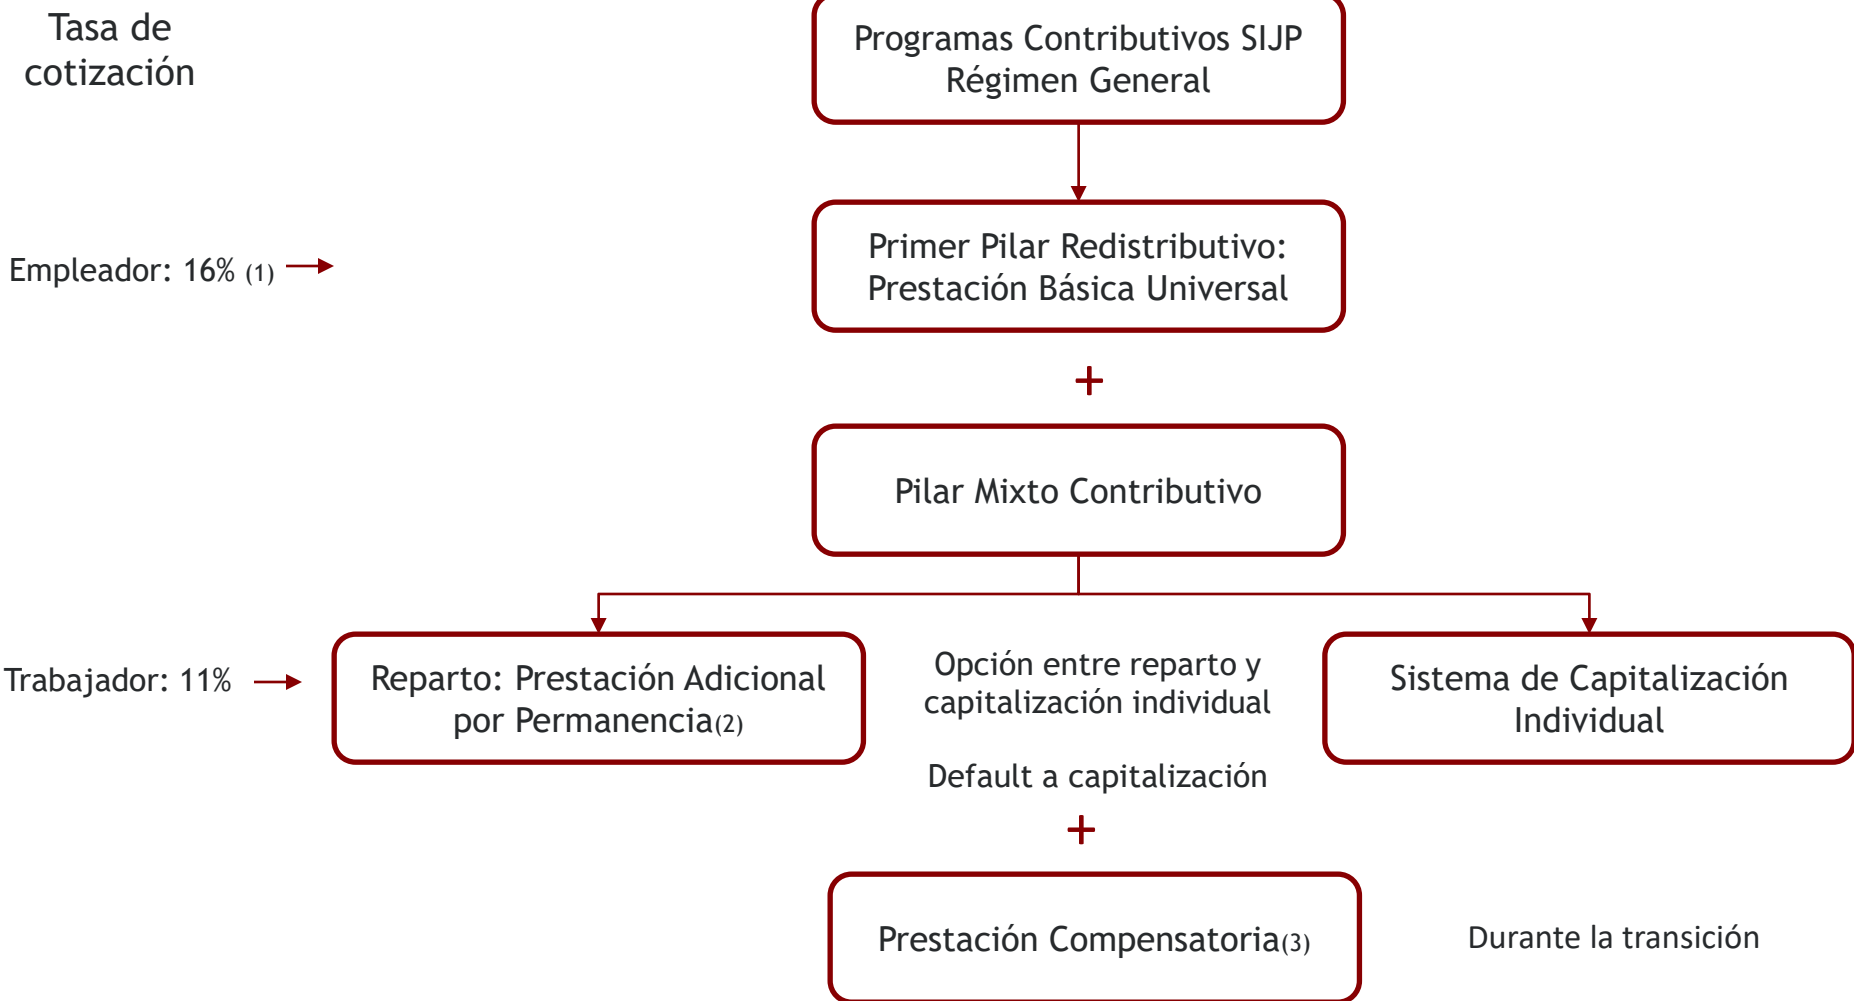 Tasa de
cotización
Programas Contributivos SIJP
Régimen General
Empleador: 16% (1)
Primer Pilar Redistributivo:
Prestación Básica Universal
+
Pilar Mixto Contributivo
Trabajador: 11%
Reparto: Prestación Adicional
por Permanencia(2)
Opción entre reparto y
capitalización individual
Default a capitalización
Sistema de Capitalización
Individual
+
Prestación Compensatoria(3)
Durante la transición